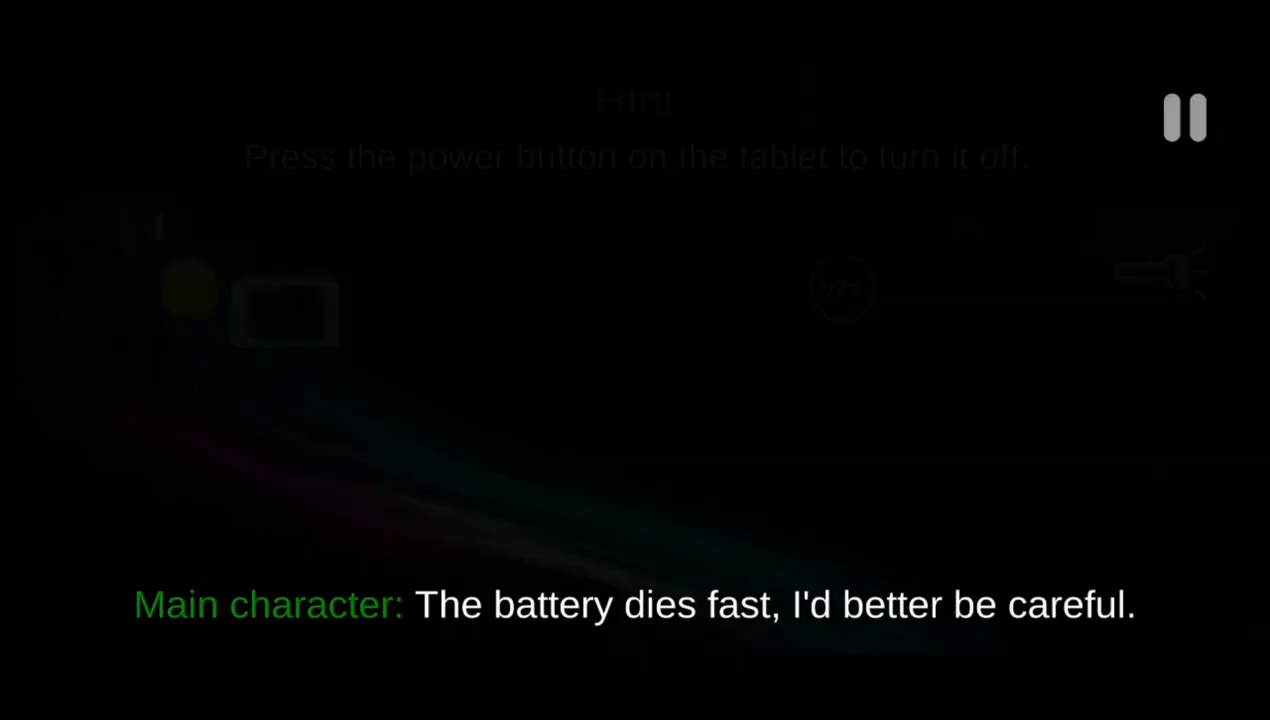 Hint
Press the power button on the tablet to turn it off.
Main character: The battery dies fast, I'd better be careful.